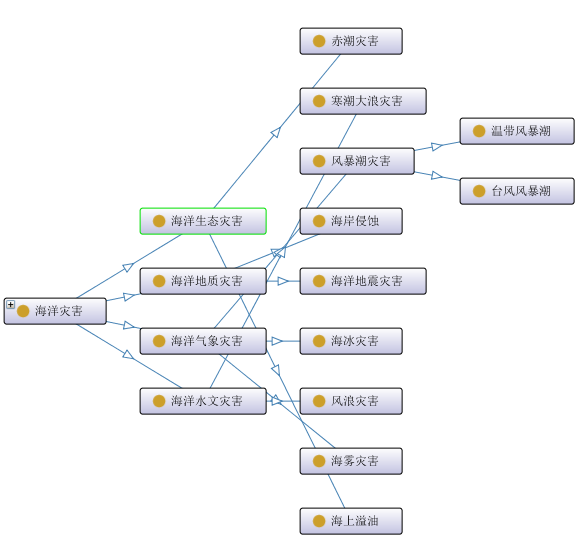 赤潮灾害
寒潮大浪灾害
温带风暴潮
风暴潮灾害
台风风暴潮
海洋生态灾害
海岸侵蚀
海洋地质灾害
海洋地震灾害
海洋灾害
海洋气象灾害
海冰灾害
海洋水文灾害
风浪灾害
海雾灾害
海上溢油